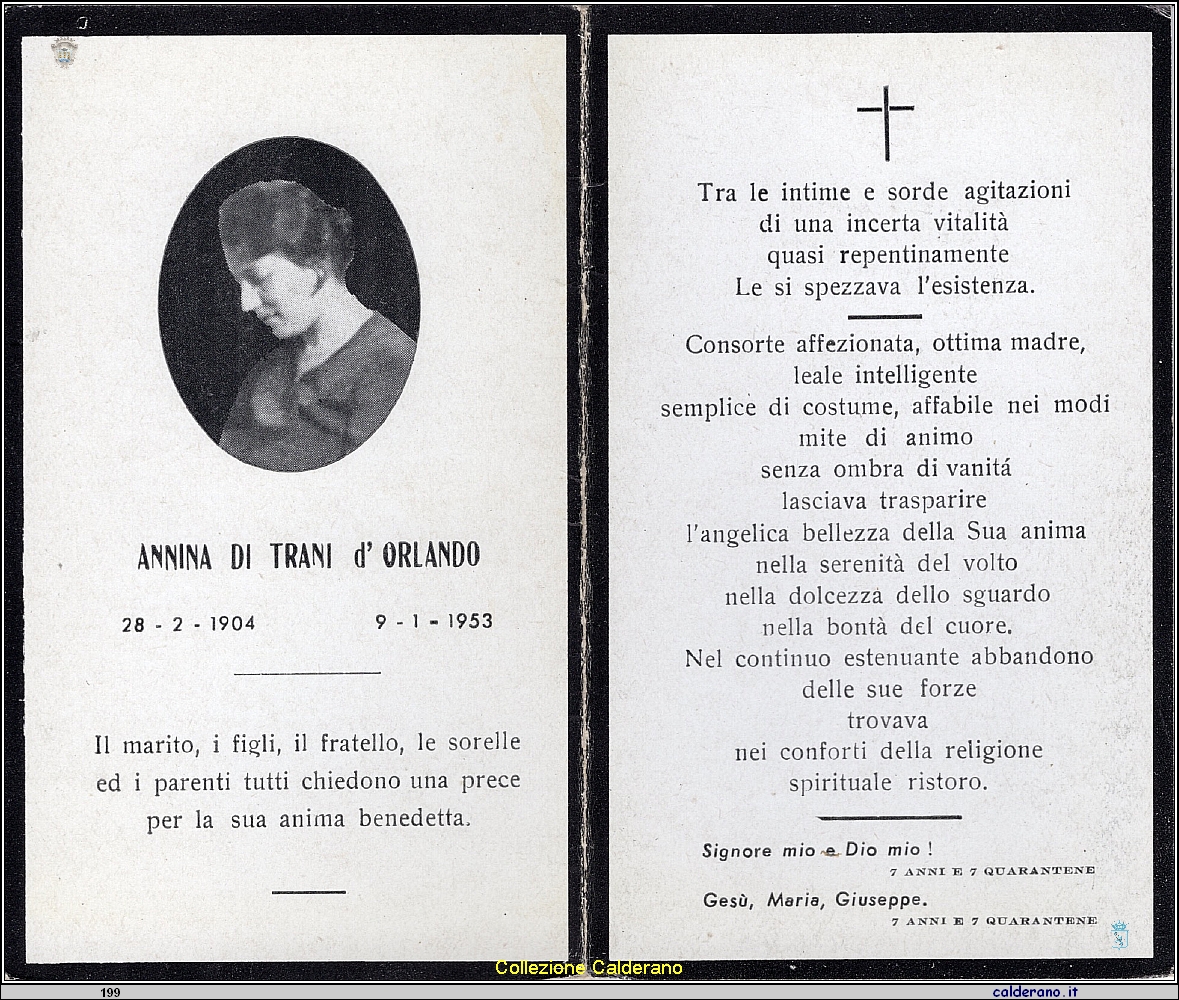 ANNINA DI TRANI d' ORLANDO
28 - 2 - 1904 9 - 1 - 1953
Il marito, i figli, il fratello, le sorelle
ed i parenti tutti chiedono una prece
per la sua anima benedetta.
Tra le intime e sorde agitazioni
di una incerta vitalità
quasi repentinamente
Le si spezzava l'esistenza.
Consorte affezionata, ottima madre,
leale intelligente
semplice di costume, affabile nei modi
mite di animo
senza ombra di vanitá
lasciava trasparire
l'angelica bellezza della Sua anima
nella serenità del volto
nella dolcezza dello sguardo
nella bontà del cuore.
Nel continuo estenuante abbandono
delle sue forze
trovava
nei conforti della religione
spirituale ristoro.
Signore mio e Dio mio !
7 ANNI E 7 QUARANTENE
Gesù, Maria, Giuseppe.
7 ANNI E 7 QUARANTENE
Collezione Calderano
199
calderano.it